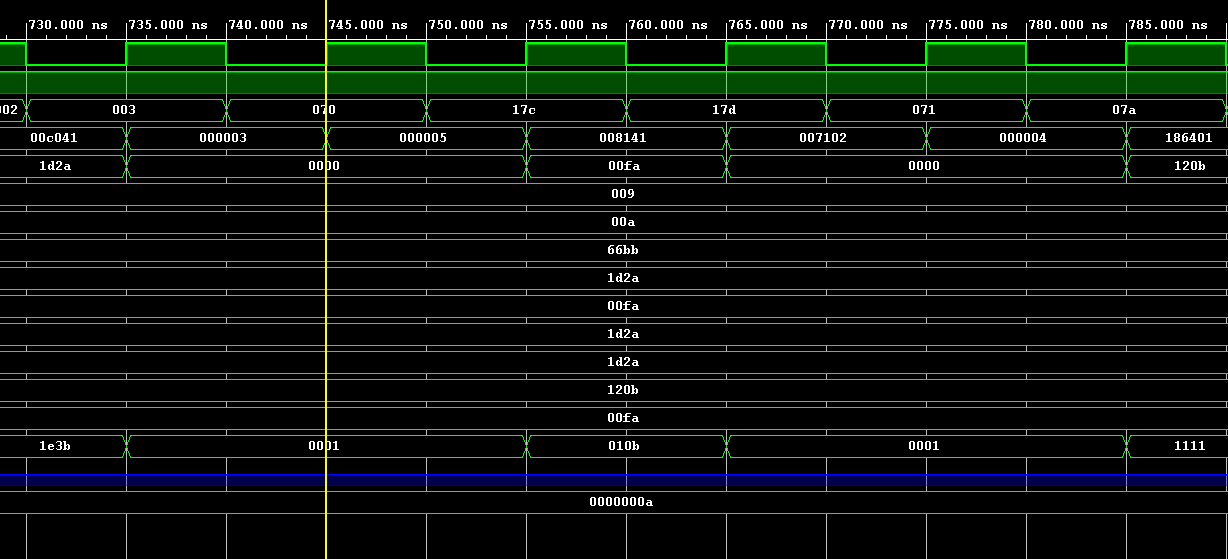 730.000 ns 735.000 ns 740.000 ns 745.000 ns 750.000 ns 755.000 ns 760.000 ns 765.000 ns 770.000 ns 775.000 ns 780.000 ns 785.000 ns
02 003 070 17c 17d 071 07a
00c041 000003 000005 008141 007102 000004 186401
1d2a 0000 00fa 0000 120b
009
00a
66bb
1d2a
00fa
1d2a
1d2a
120b
00fa
1e3b 0001 010b 0001 1111
0000000a